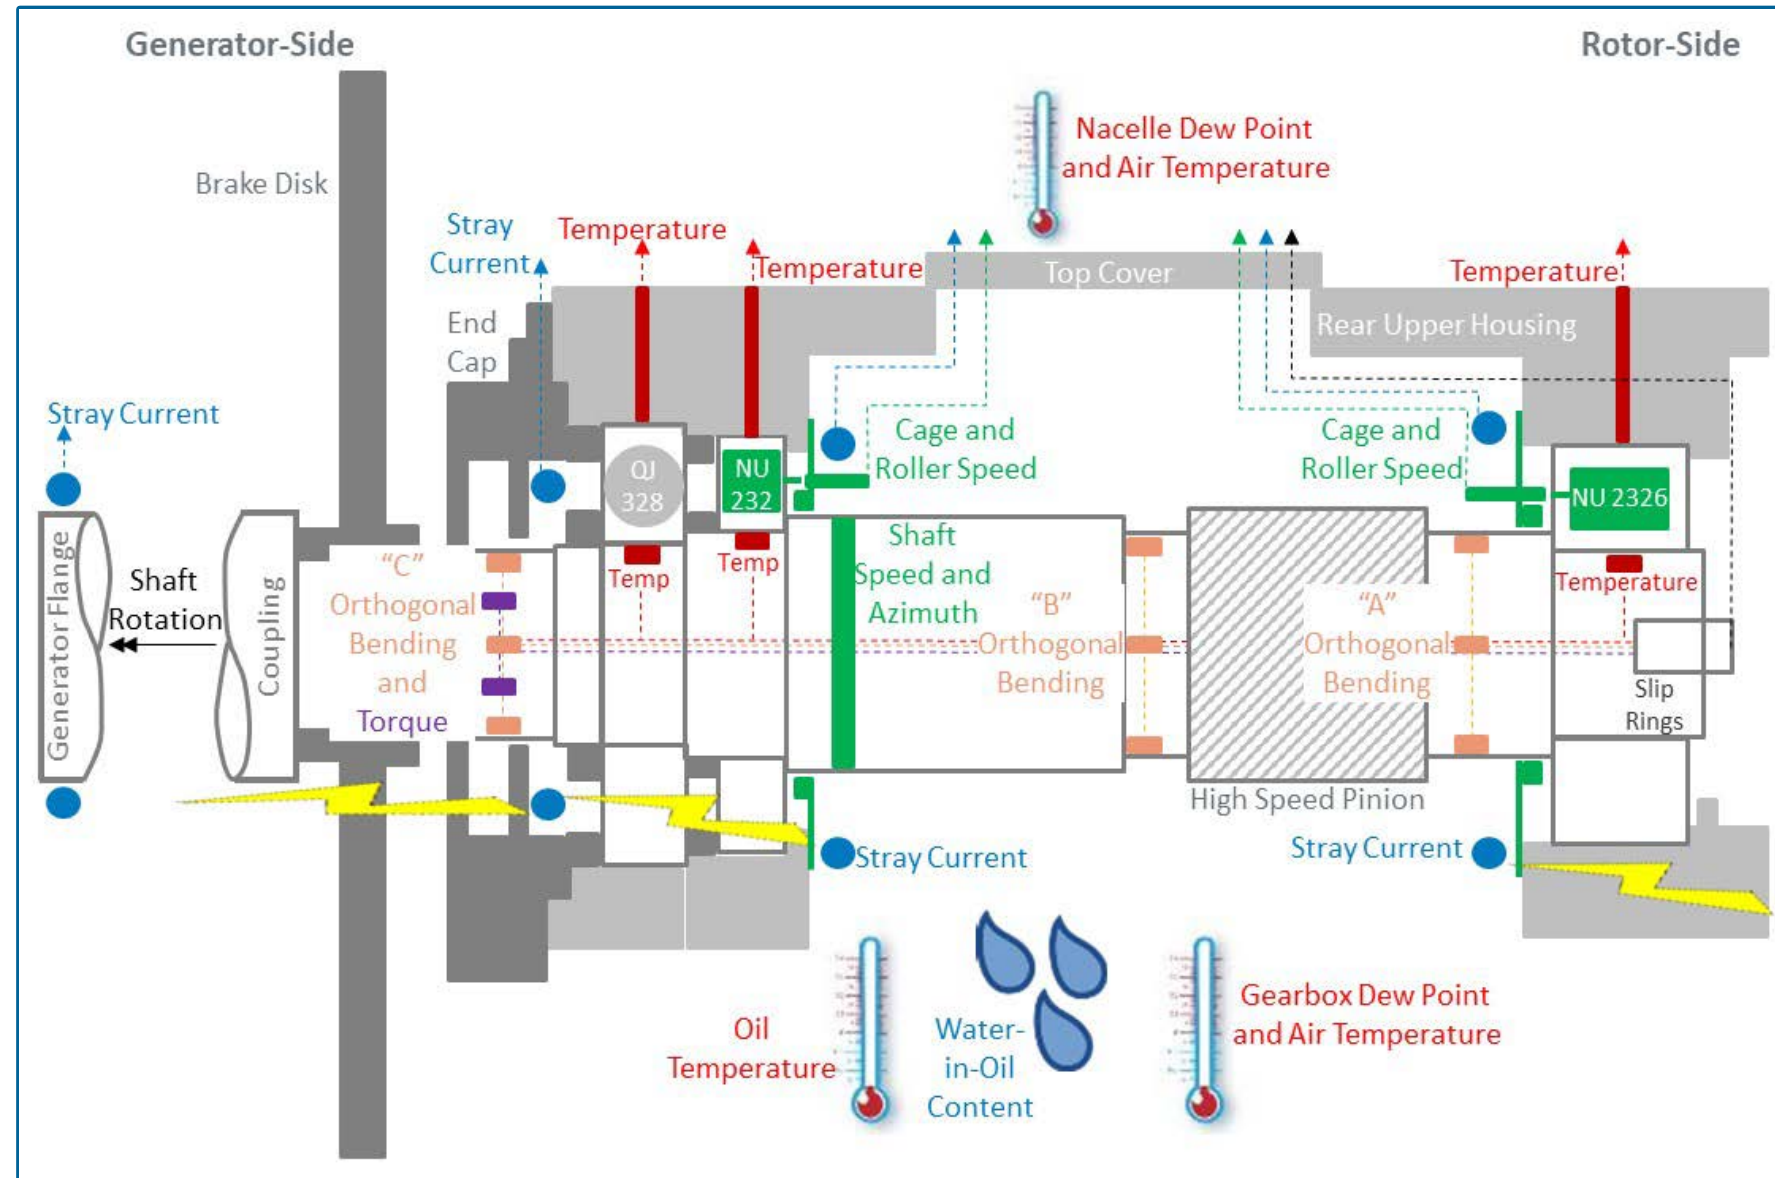 Generator-Side
Rotor-Side
Nacelle Dew Point
and Air Temperature
Brake Disk
Stray
Current
Temperature
Temperature
Top Cover
Temperature
End
Cap
Rear Upper Housing
Stray Current
Cage and
Roller Speed
Cage and
Roller Speed
QJ
328
NU
232
NU 2326
Generator Flange
Shaft
Rotation
Coupling
"C"
Orthogonal
Bending
and
Torque
Temp
Temp
Shaft
Speed and
Azimuth
"B"
Orthogonal
Bending
"A"
Orthogonal
Bending
Temperature
Slip
Rings
High Speed Pinion
Stray Current
Stray Current
Oil
Temperature
Water-
in-Oil
Content
Gearbox Dew Point
and Air Temperature